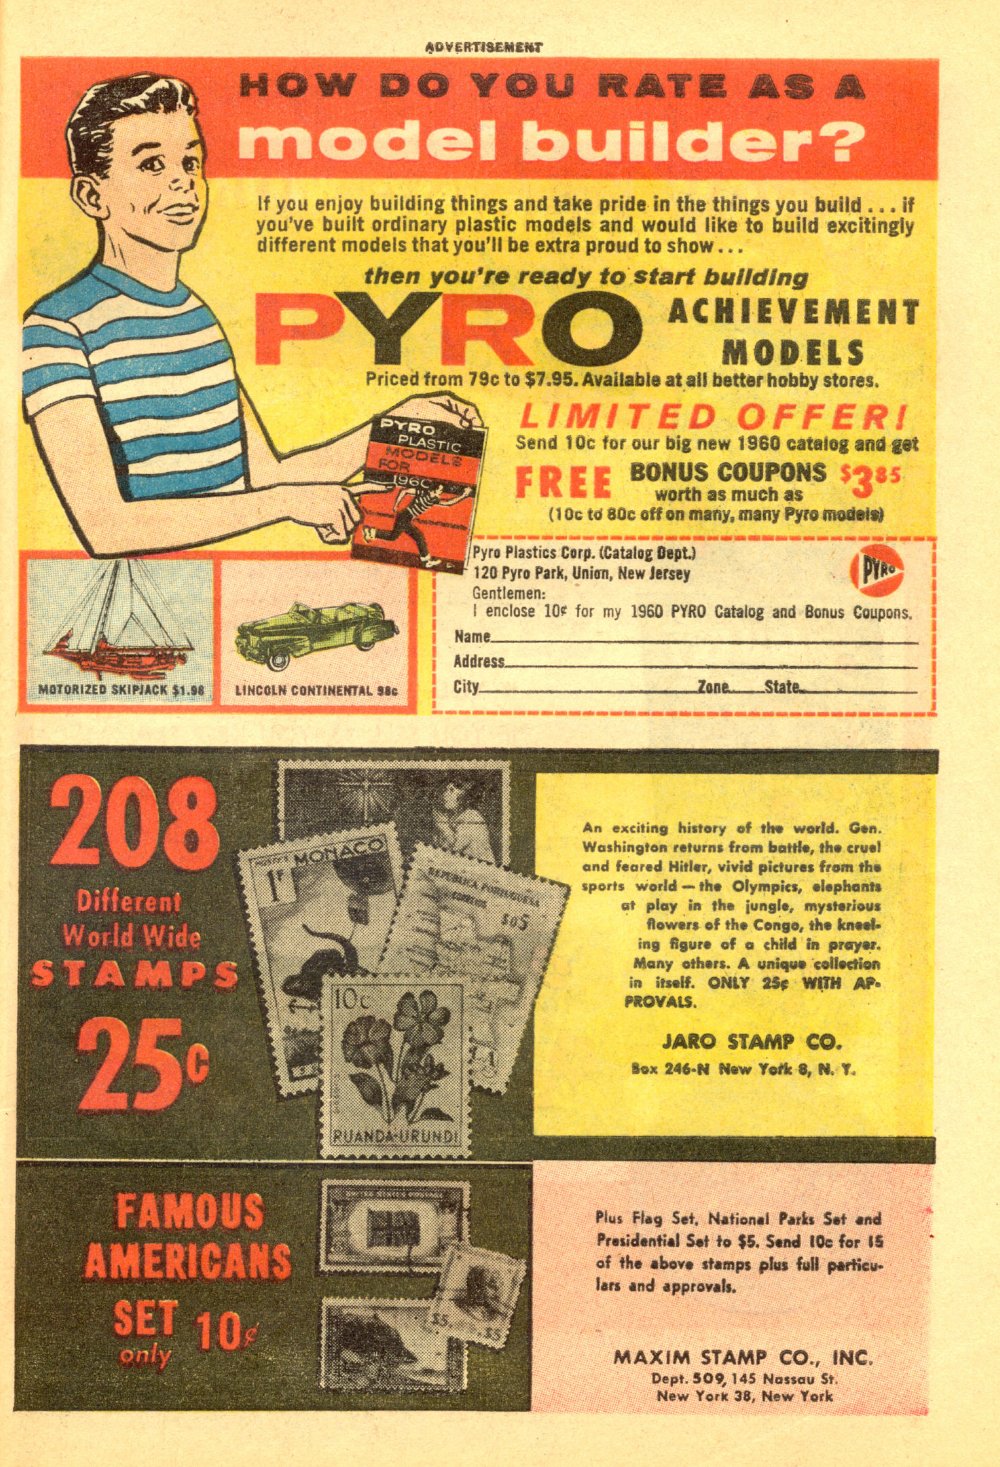 ADVERTISEMENT
HOW DO YOU RATE AS A
model builder?
If you enjoy building things and take pride in the things you build . . . if
you've built ordinary plastic models and would like to build excitingly
different models that you'll be extra proud to show . . .
then you're ready to start building
PYRO ACHIEVEMENT
MODELS
Priced from 79c to $7.95. Available at all better hobby stores.
LIMITED OFFER!
Send 10c for our big new 1960 catalog and get
FREE BONUS COUPONS $3.85
worth as much as
(10c to 80c off on many, many Pyro models)
PYRO
PLASTIC
MODELS
FOR
1960
MOTORIZED SKIPJACK $1.98
LINCOLN CONTINENTAL 98c
Pyro Plastics Corp. (Catalog Dept.)
120 Pyro Park, Union, New Jersey
PYRO
Gentlemen:
I enclose 10¢ for my 1960 PYRO Catalog and Bonus Coupons.
Name
Address
City Zone State
208
Different
World Wide
STAMPS
25¢
POSTES MONACO
1F
REPUBLICA PORTUGUESA
CORREIOS
$05
10c
RUANDA-URUNDI
An exciting history of the world. Gen.
Washington returns from battle, the cruel
and feared Hitler, vivid pictures from the
sports world — the Olympics, elephants
at play in the jungle, mysterious
flowers of the Congo, the kneel-
ing figure of a child in prayer.
Many others. A unique collection
in itself. ONLY 25¢ WITH AP-
PROVALS.
JARO STAMP CO.
Box 246-N New York 8, N. Y.
FAMOUS
AMERICANS
SET 10¢
only
UNITED STATES POSTAGE
$5 $5
Plus Flag Set, National Parks Set and
Presidential Set to $5. Send 10c for 15
of the above stamps plus full particu-
lars and approvals.
MAXIM STAMP CO., INC.
Dept. 509, 145 Nassau St.
New York 38, New York